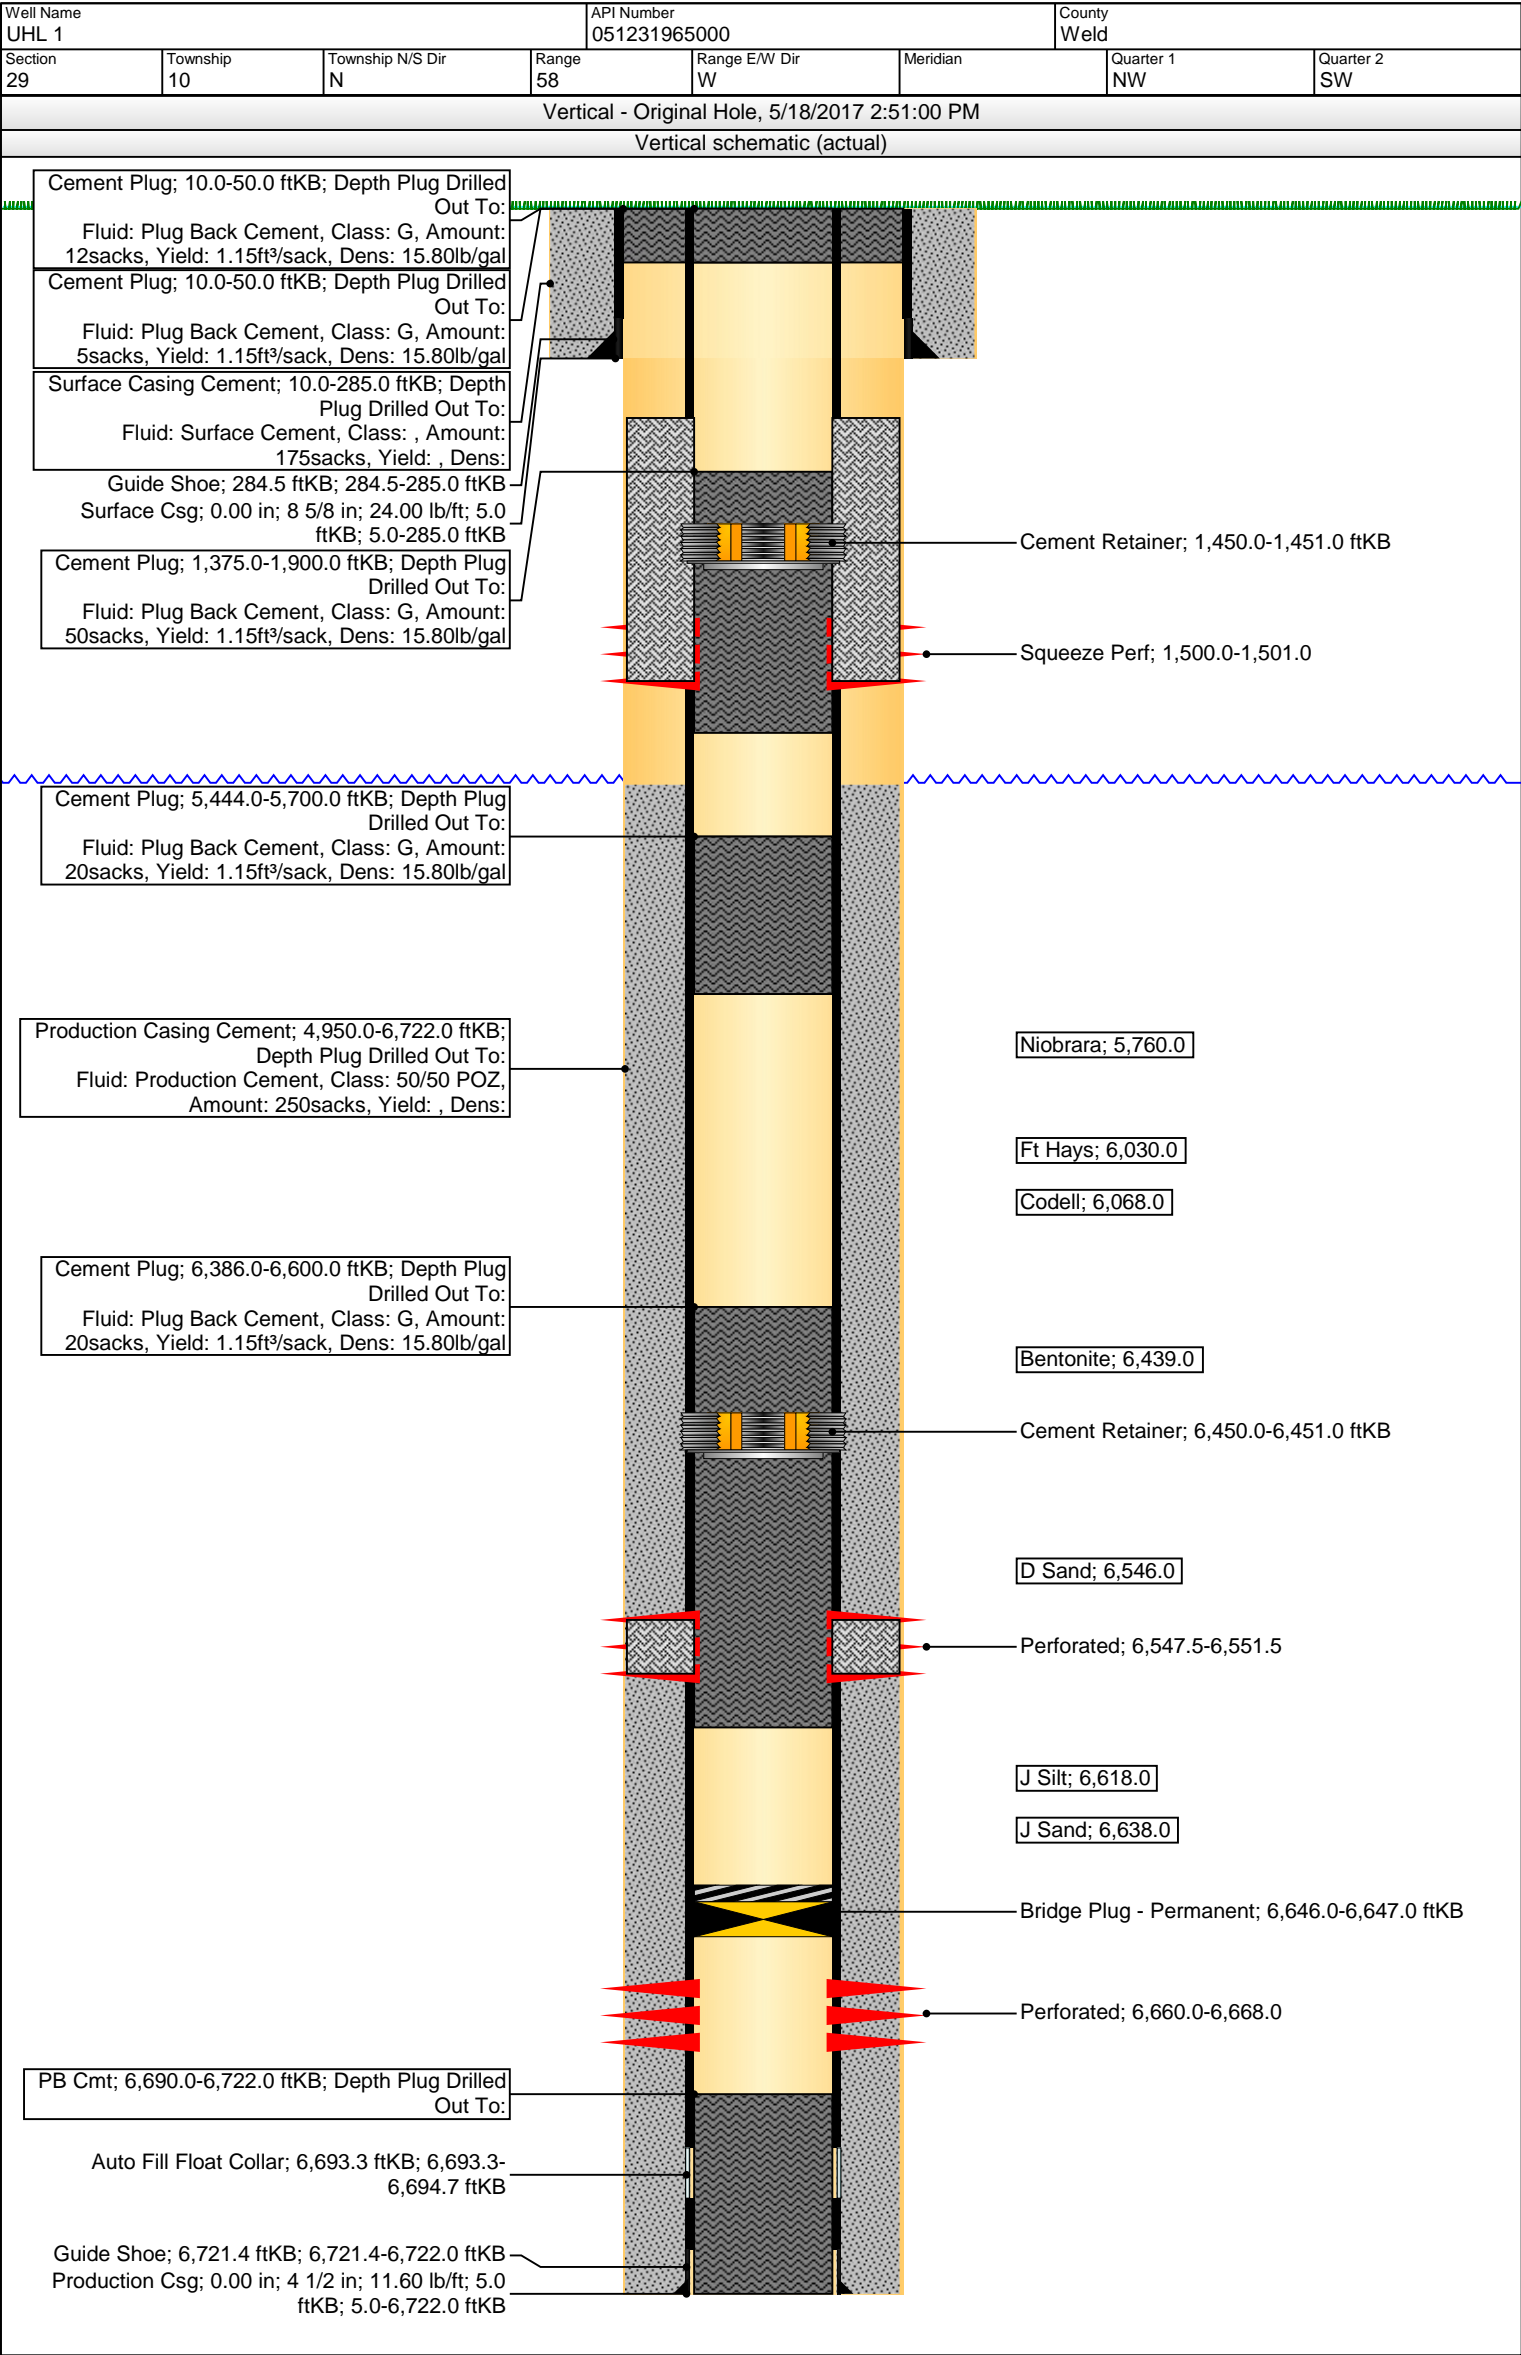 Well Name
UHL 1
API Number
051231965000
County
Weld
Section
29
Township
10
Township N/S Dir
N
Range
58
Range E/W Dir
W
Meridian
Quarter 1
NW
Quarter 2
SW
Vertical - Original Hole, 5/18/2017 2:51:00 PM
Vertical schematic (actual)
Cement Plug; 10.0-50.0 ftKB; Depth Plug Drilled
Out To:
Fluid: Plug Back Cement, Class: G, Amount:
12sacks, Yield: 1.15ft³/sack, Dens: 15.80lb/gal
Cement Plug; 10.0-50.0 ftKB; Depth Plug Drilled
Out To:
Fluid: Plug Back Cement, Class: G, Amount:
5sacks, Yield: 1.15ft³/sack, Dens: 15.80lb/gal
Surface Casing Cement; 10.0-285.0 ftKB; Depth
Plug Drilled Out To:
Fluid: Surface Cement, Class: , Amount:
175sacks, Yield: , Dens:
Guide Shoe; 284.5 ftKB; 284.5-285.0 ftKB
Surface Csg; 0.00 in; 8 5/8 in; 24.00 lb/ft; 5.0
ftKB; 5.0-285.0 ftKB
Cement Retainer; 1,450.0-1,451.0 ftKB
Cement Plug; 1,375.0-1,900.0 ftKB; Depth Plug
Drilled Out To:
Fluid: Plug Back Cement, Class: G, Amount:
50sacks, Yield: 1.15ft³/sack, Dens: 15.80lb/gal
Squeeze Perf; 1,500.0-1,501.0
Cement Plug; 5,444.0-5,700.0 ftKB; Depth Plug
Drilled Out To:
Fluid: Plug Back Cement, Class: G, Amount:
20sacks, Yield: 1.15ft³/sack, Dens: 15.80lb/gal
Production Casing Cement; 4,950.0-6,722.0 ftKB;
Depth Plug Drilled Out To:
Fluid: Production Cement, Class: 50/50 POZ,
Amount: 250sacks, Yield: , Dens:
Niobrara; 5,760.0
Ft Hays; 6,030.0
Codell; 6,068.0
Cement Plug; 6,386.0-6,600.0 ftKB; Depth Plug
Drilled Out To:
Fluid: Plug Back Cement, Class: G, Amount:
20sacks, Yield: 1.15ft³/sack, Dens: 15.80lb/gal
Bentonite; 6,439.0
Cement Retainer; 6,450.0-6,451.0 ftKB
D Sand; 6,546.0
Perforated; 6,547.5-6,551.5
J Silt; 6,618.0
J Sand; 6,638.0
Bridge Plug - Permanent; 6,646.0-6,647.0 ftKB
Perforated; 6,660.0-6,668.0
PB Cmt; 6,690.0-6,722.0 ftKB; Depth Plug Drilled
Out To:
Auto Fill Float Collar; 6,693.3 ftKB; 6,693.3-
6,694.7 ftKB
Guide Shoe; 6,721.4 ftKB; 6,721.4-6,722.0 ftKB
Production Csg; 0.00 in; 4 1/2 in; 11.60 lb/ft; 5.0
ftKB; 5.0-6,722.0 ftKB